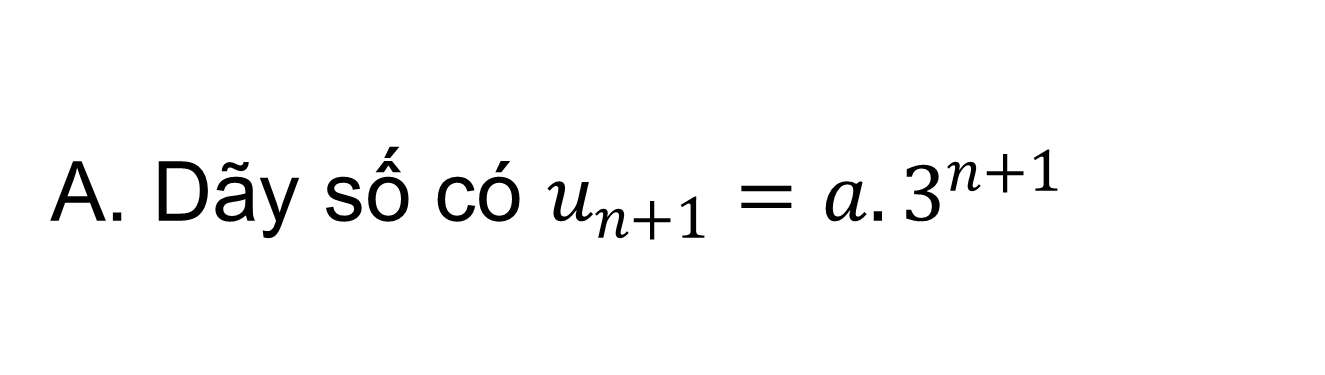 A. Dãy số có $u_{n+1} = a.3^{n+1}$